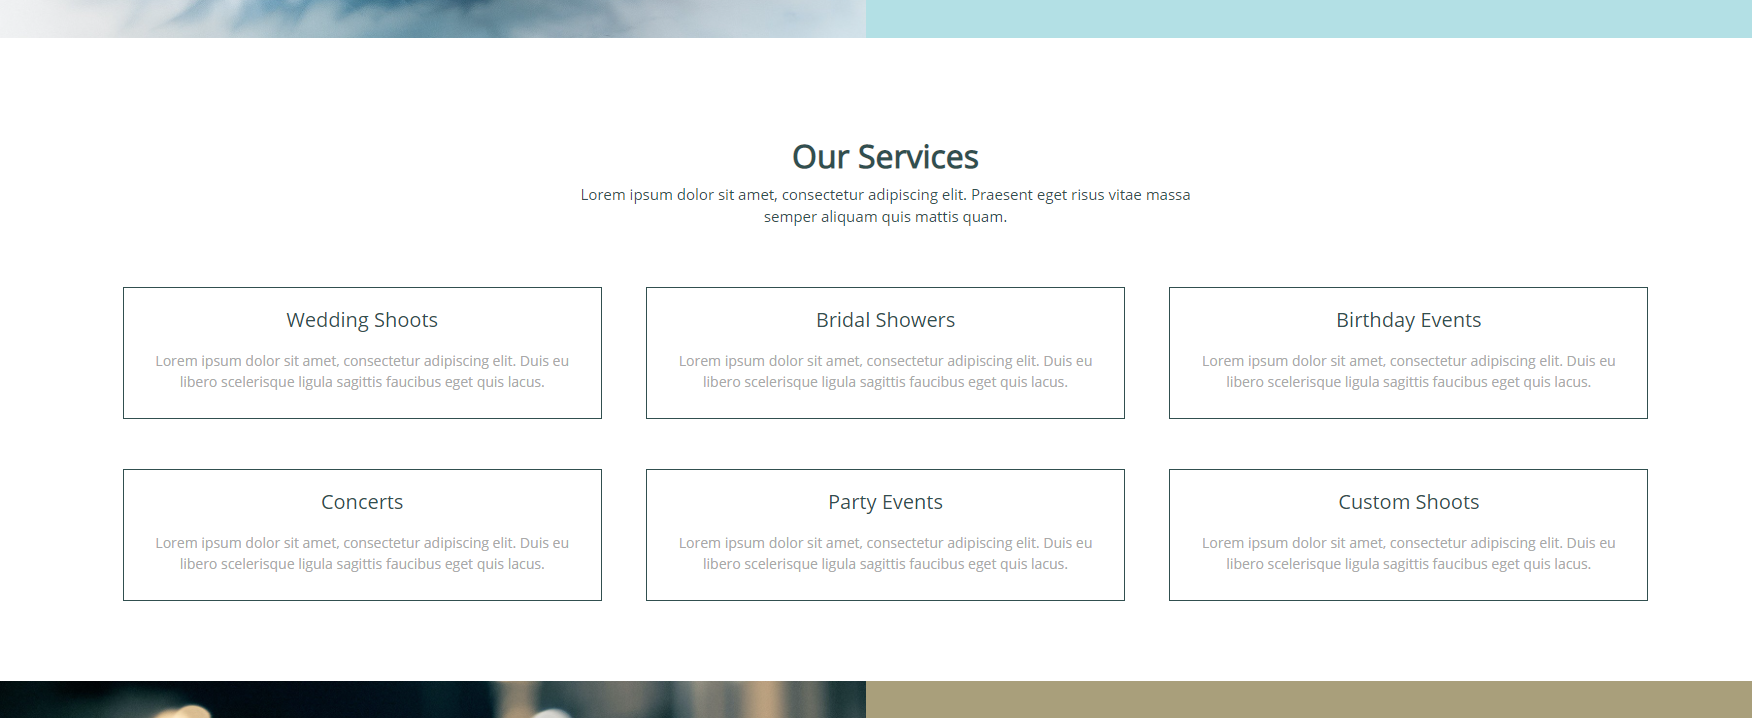 Our Services
Lorem ipsum dolor sit amet, consectetur adipiscing elit. Praesent eget risus vitae massa
semper aliquam quis mattis quam.
Wedding Shoots
Lorem ipsum dolor sit amet, consectetur adipiscing elit. Duis eu
libero scelerisque ligula sagittis faucibus eget quis lacus.
Bridal Showers
Lorem ipsum dolor sit amet, consectetur adipiscing elit. Duis eu
libero scelerisque ligula sagittis faucibus eget quis lacus.
Birthday Events
Lorem ipsum dolor sit amet, consectetur adipiscing elit. Duis eu
libero scelerisque ligula sagittis faucibus eget quis lacus.
Concerts
Lorem ipsum dolor sit amet, consectetur adipiscing elit. Duis eu
libero scelerisque ligula sagittis faucibus eget quis lacus.
Party Events
Lorem ipsum dolor sit amet, consectetur adipiscing elit. Duis eu
libero scelerisque ligula sagittis faucibus eget quis lacus.
Custom Shoots
Lorem ipsum dolor sit amet, consectetur adipiscing elit. Duis eu
libero scelerisque ligula sagittis faucibus eget quis lacus.